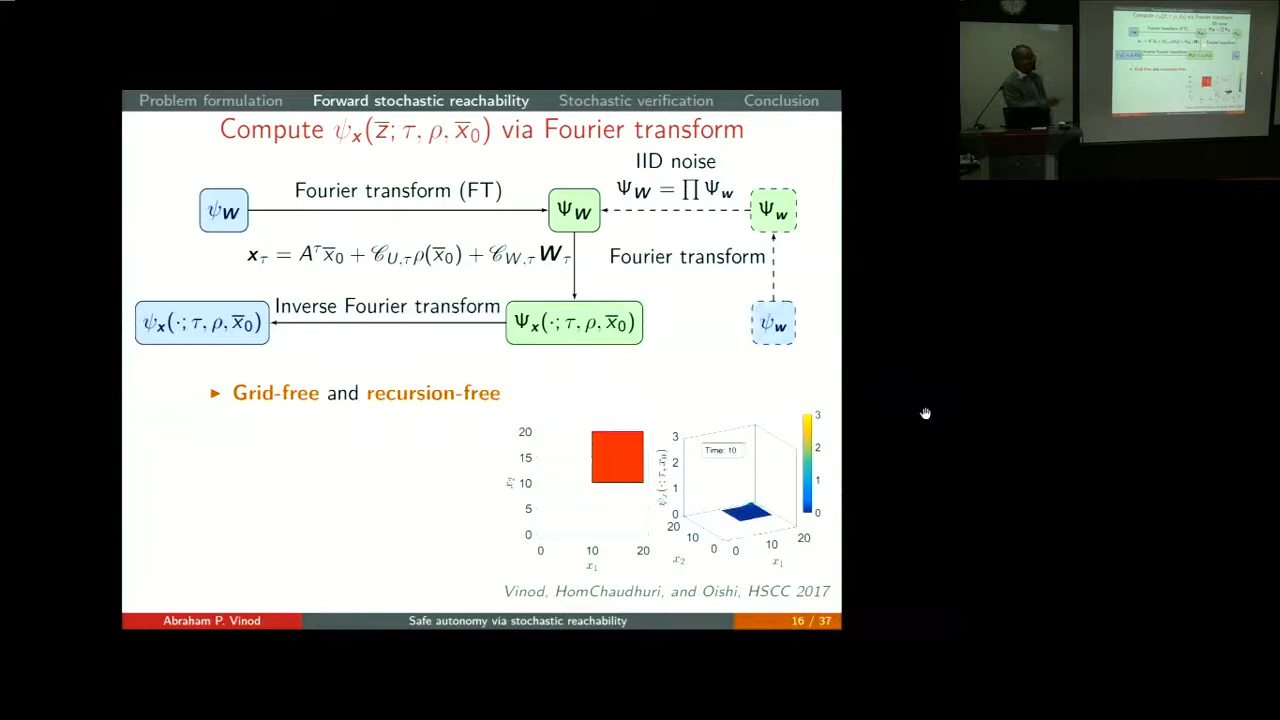 Problem formulation Forward stochastic reachability Stochastic verification Conclusion
Compute ψx(z̅; τ, ρ, x̅0) via Fourier transform
IID noise
ΨW = ∏ Ψw
Fourier transform (FT)
ψW
ΨW
Ψw
xτ = A^τ x̅0 + 𝒞U,τ ρ(x̅0) + 𝒞W,τ Wτ
Fourier transform
Inverse Fourier transform
ψx(·; τ, ρ, x̅0)
Ψx(·; τ, ρ, x̅0)
ψw
▶ Grid-free and recursion-free
20
15
10
5
0
x2
0 10 20
x1
ψx(·; τ, x0)
3
2
1
0
Time: 10
20 10 0
x2
0 10 20
x1
3
2
1
0
Vinod, HomChaudhuri, and Oishi, HSCC 2017
Abraham P. Vinod Safe autonomy via stochastic reachability 16 / 37